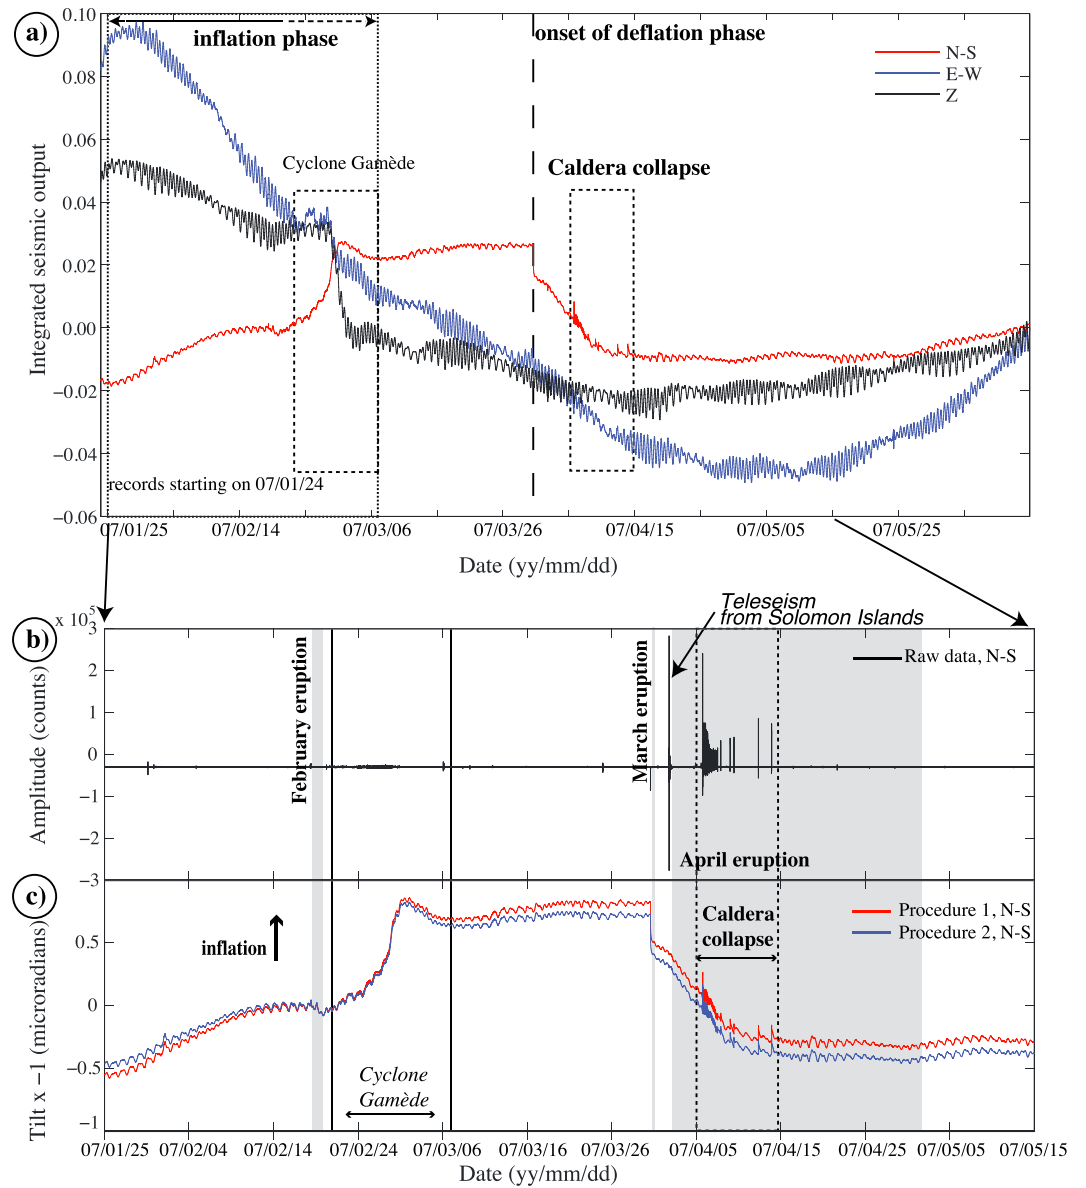 a)
inflation phase
onset of deflation phase
N-S
E-W
Z
Cyclone Gamède
Caldera collapse
records starting on 07/01/24
Integrated seismic output
0.10
0.08
0.06
0.04
0.02
0.00
−0.02
−0.04
−0.06
07/01/25 07/02/14 07/03/06 07/03/26 07/04/15 07/05/05 07/05/25
Date (yy/mm/dd)
b)
x 10⁵
Teleseism
from Solomon Islands
Raw data, N-S
February eruption
March eruption
April eruption
Amplitude (counts)
3
2
1
0
−1
−2
−3
c)
inflation
Caldera
collapse
Procedure 1, N-S
Procedure 2, N-S
Cyclone
Gamède
Tilt x −1 (microradians)
0.5
0
−0.5
−1
07/01/25 07/02/04 07/02/14 07/02/24 07/03/06 07/03/16 07/03/26 07/04/05 07/04/15 07/04/25 07/05/05 07/05/15
Date (yy/mm/dd)